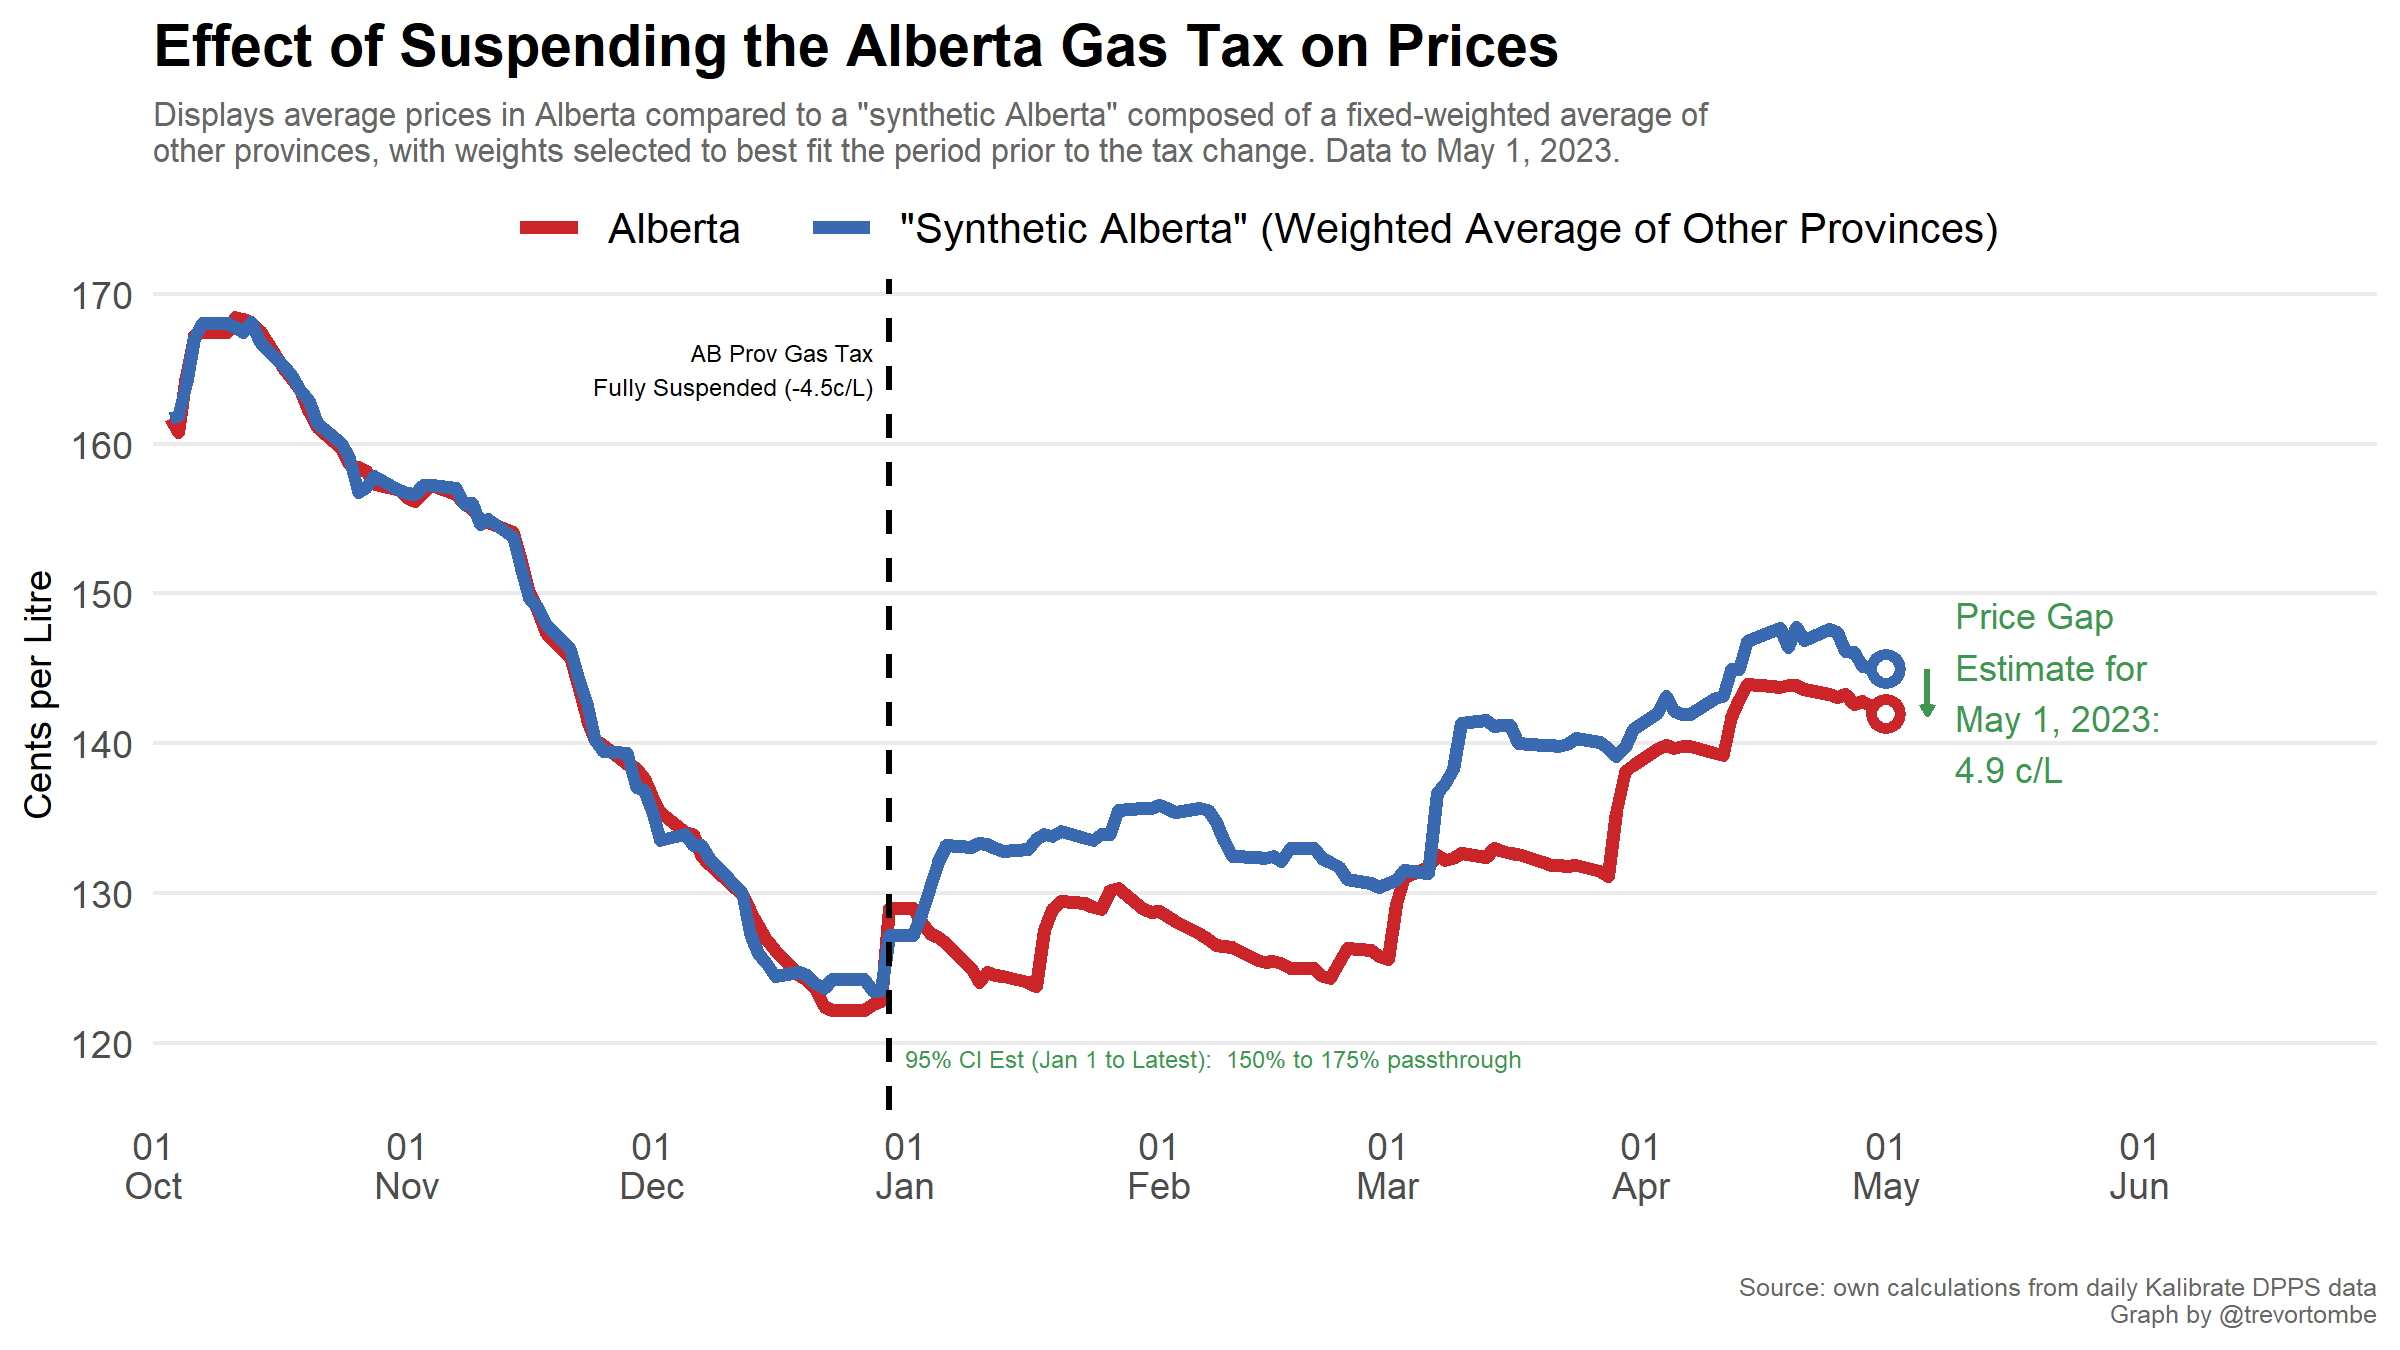 Effect of Suspending the Alberta Gas Tax on Prices
Displays average prices in Alberta compared to a "synthetic Alberta" composed of a fixed-weighted average of
other provinces, with weights selected to best fit the period prior to the tax change. Data to May 1, 2023.
Alberta
"Synthetic Alberta" (Weighted Average of Other Provinces)
Cents per Litre
170
160
150
140
130
120
AB Prov Gas Tax
Fully Suspended (-4.5c/L)
Price Gap
Estimate for
May 1, 2023:
4.9 c/L
95% CI Est (Jan 1 to Latest):  150% to 175% passthrough
01 01 01 01 01 01 01 01 01
Oct Nov Dec Jan Feb Mar Apr May Jun
Source: own calculations from daily Kalibrate DPPS data
Graph by @trevortombe